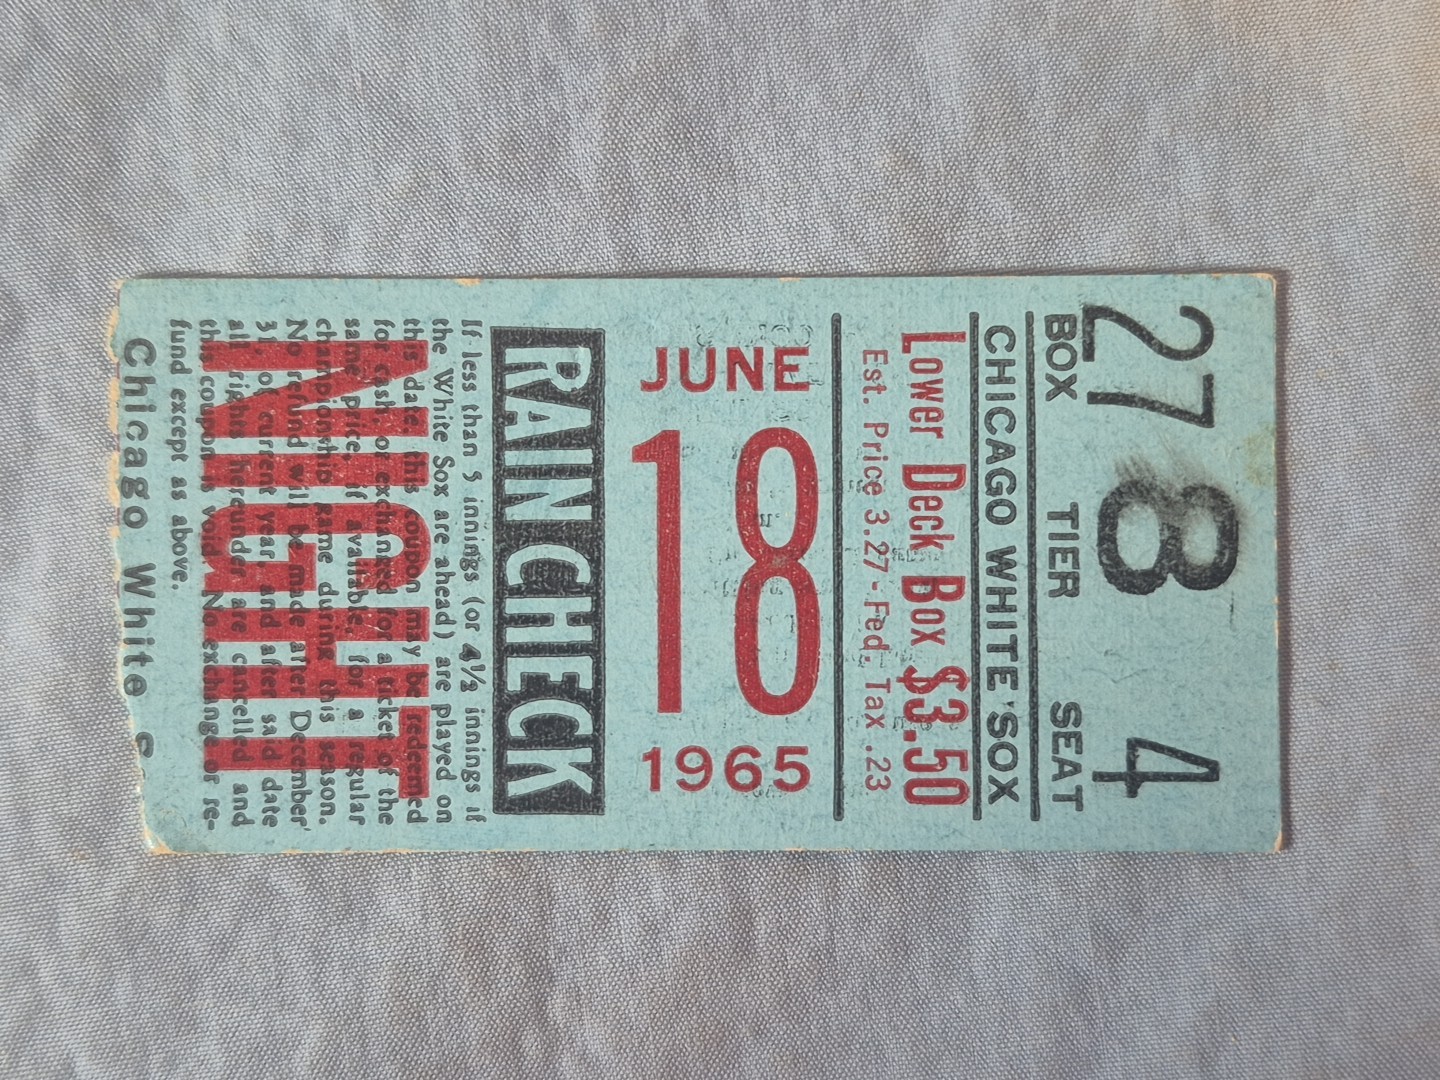 27 8 4
BOX TIER SEAT
CHICAGO WHITE SOX
Lower Deck Box $3.50
Est. Price 3.27-Fed. Tax .23
JUNE
18
1965
RAIN CHECK
If less than 5 innings (or 4½ innings if
the White Sox are ahead) are played on
this date, this coupon may be redeemed
for cash, or exchanged for a ticket of the
same price, if available, for a regular
championship game during this season.
No refund will be made after December
31, of current year, and after said date
all rights hereunder are cancelled and
this coupon is void. No exchange or re-
fund except as above.
NIGHT
Chicago White